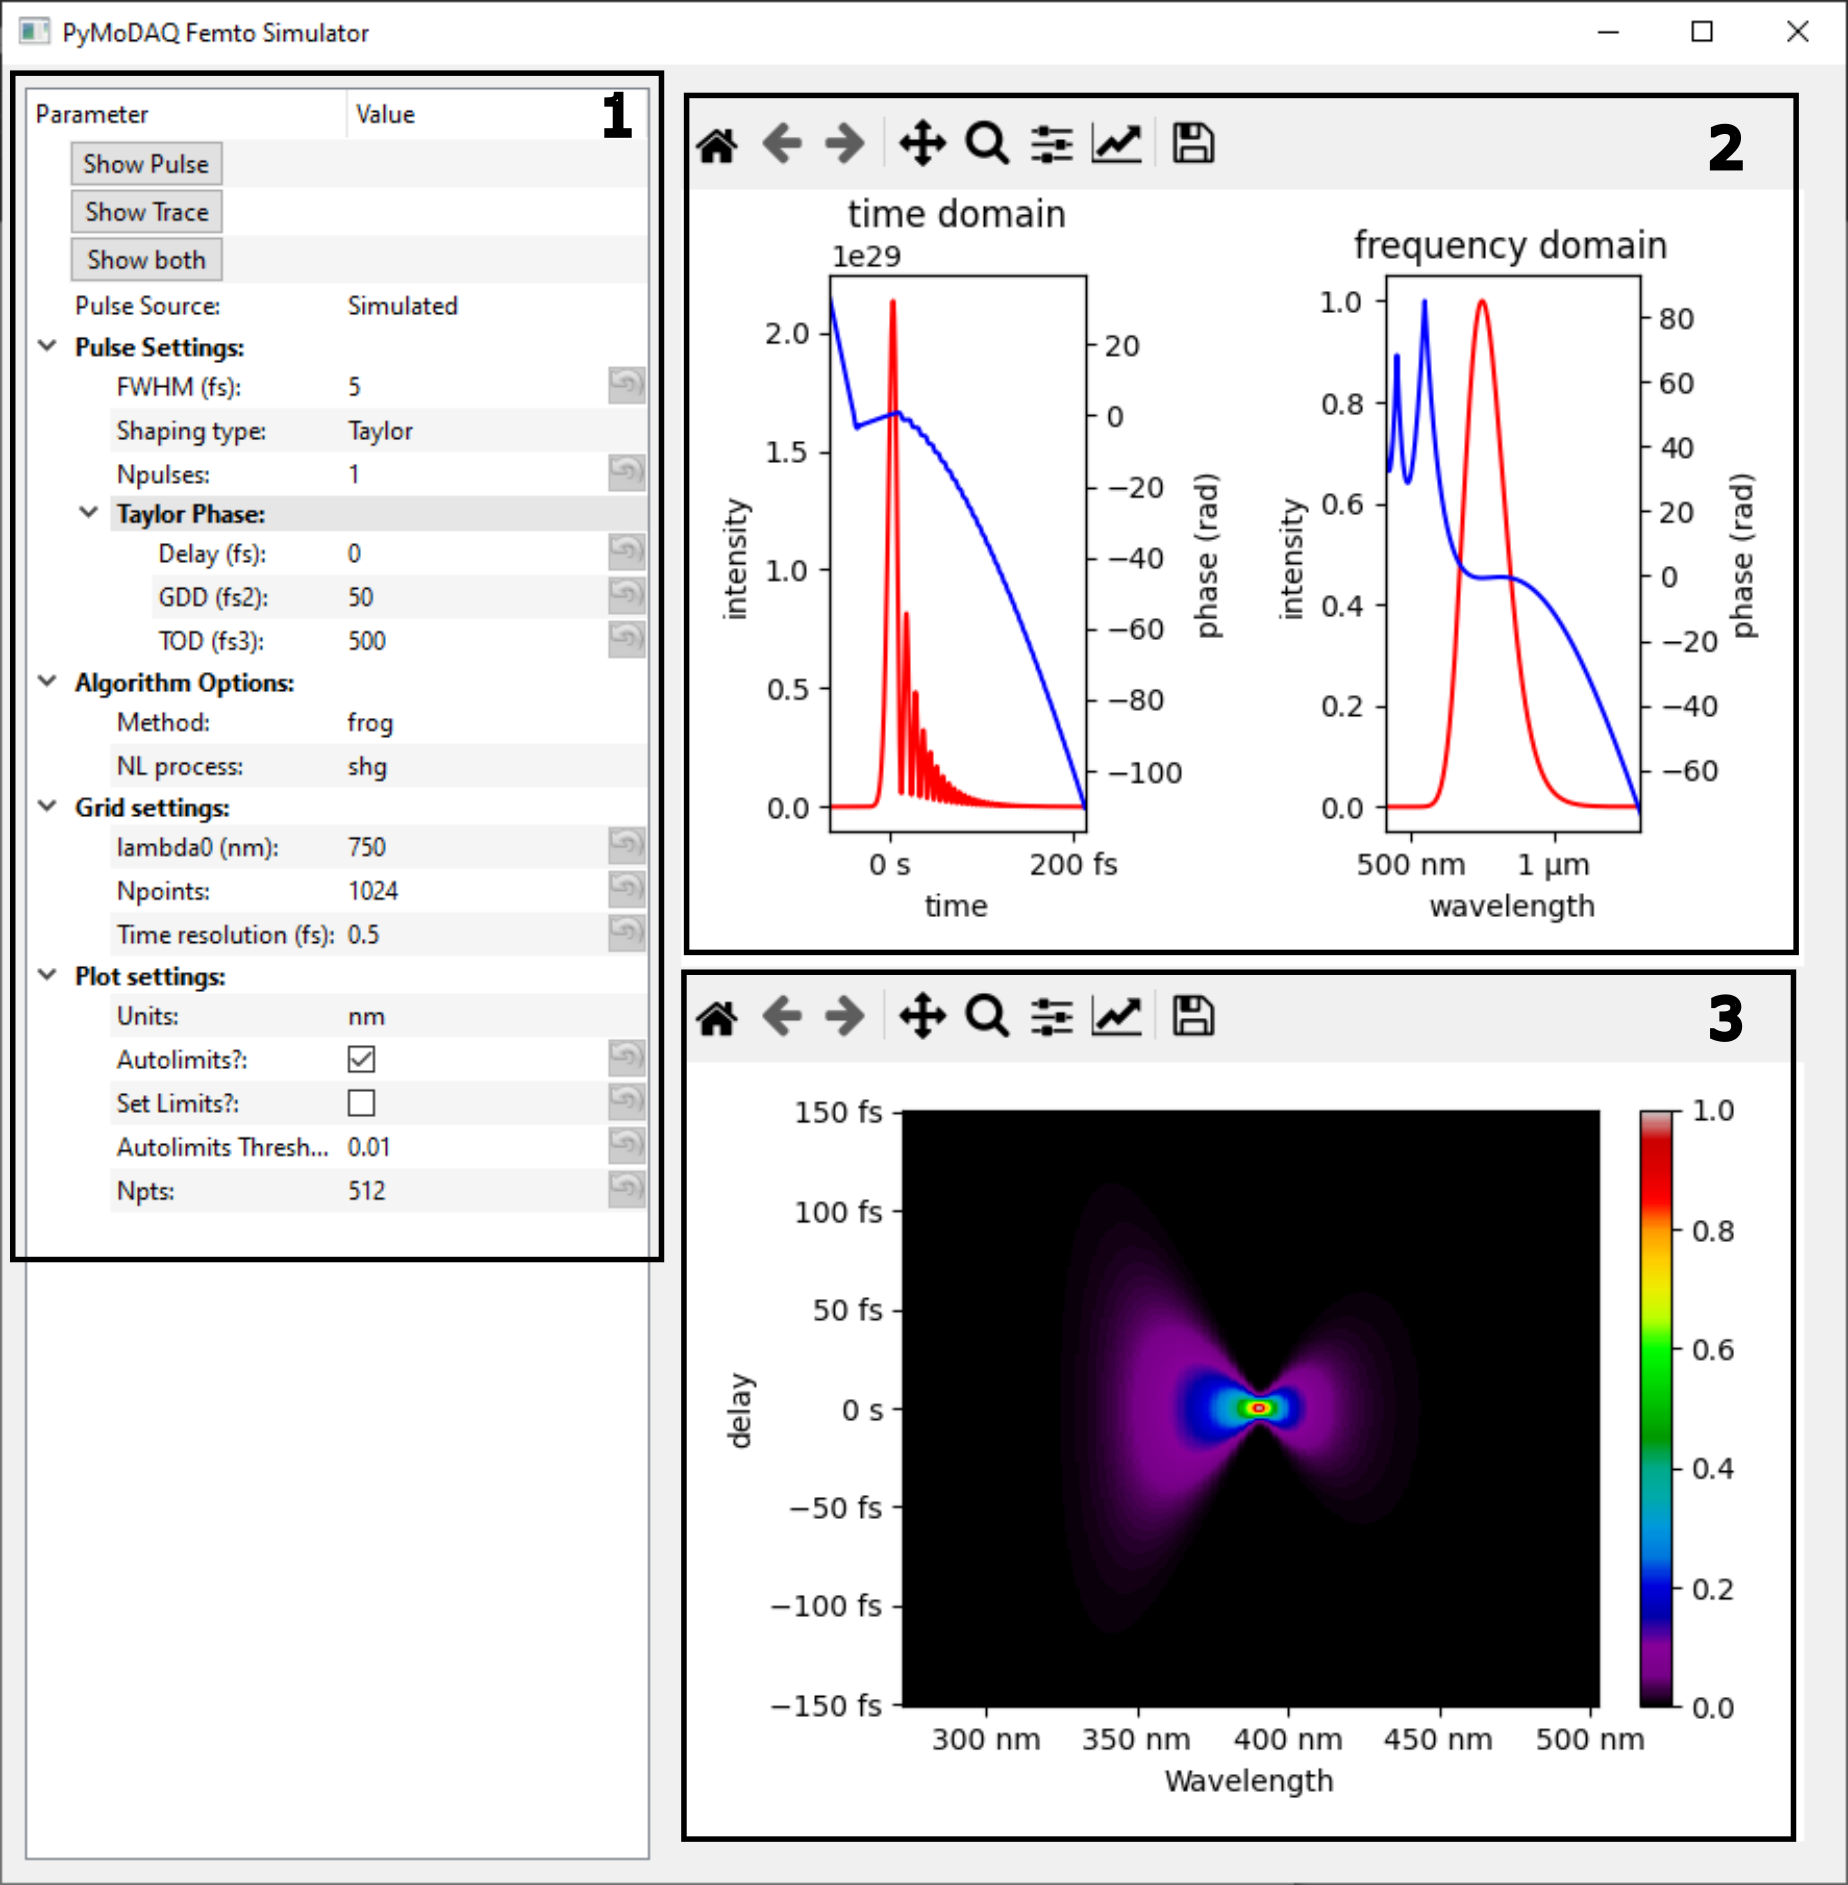 PyMoDAQ Femto Simulator
Parameter Value
1
Show Pulse
Show Trace
Show both
Pulse Source: Simulated
Pulse Settings:
FWHM (fs): 5
Shaping type: Taylor
Npulses: 1
Taylor Phase:
Delay (fs): 0
GDD (fs2): 50
TOD (fs3): 500
Algorithm Options:
Method: frog
NL process: shg
Grid settings:
lambda0 (nm): 750
Npoints: 1024
Time resolution (fs): 0.5
Plot settings:
Units: nm
Autolimits?:
Set Limits?:
Autolimits Thresh... 0.01
Npts: 512
2
time domain
1e29
2.0
1.5
1.0
0.5
0.0
intensity
20
0
−20
−40
−60
−80
−100
phase (rad)
0 s 200 fs
time
frequency domain
1.0
0.8
0.6
0.4
0.2
0.0
intensity
80
60
40
20
0
−20
−40
−60
phase (rad)
500 nm 1 µm
wavelength
3
150 fs
100 fs
50 fs
0 s
−50 fs
−100 fs
−150 fs
delay
300 nm 350 nm 400 nm 450 nm 500 nm
Wavelength
1.0
0.8
0.6
0.4
0.2
0.0